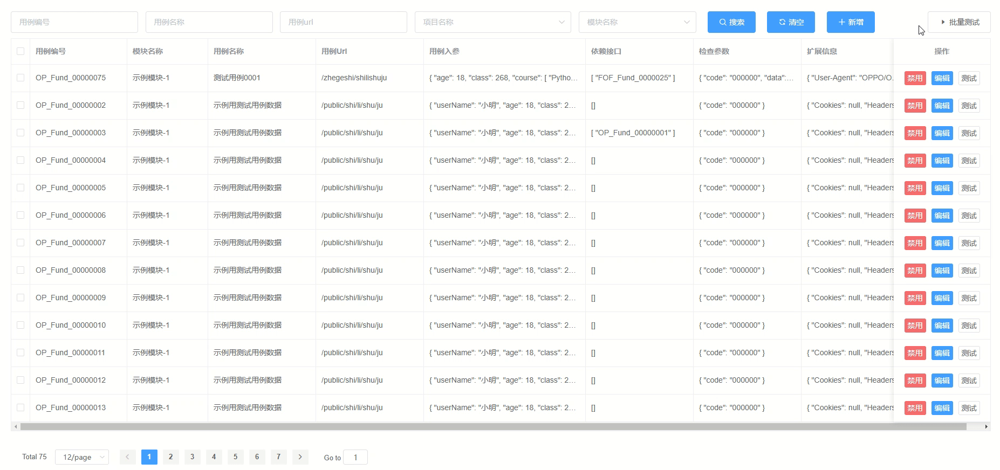 用例编号 用例名称 用例url 项目名称 模块名称 搜索 清空 新增 批量测试
用例编号 模块名称 用例名称 用例Url 用例入参 依赖接口 检查参数 扩展信息 操作
OP_Fund_00000075 示例模块-1 测试用例0001 /zhegeshi/shilishuju { "age": 18, "class": 268, "course": [ "Pytho... [ "FOF_Fund_0000025" ] { "code": "000000", "data":... { "User-Agent": "OPPO/O. 禁用 编辑 测试
OP_Fund_00000002 示例模块-1 示例用测试用例数据 /public/shi/li/shu/ju { "userName": "小明", "age": 18, "class": 2... [] { "code": "000000" } { "Cookies": null, "Headers 禁用 编辑 测试
OP_Fund_00000003 示例模块-1 示例用测试用例数据 /public/shi/li/shu/ju { "userName": "小明", "age": 18, "class": 2... [ "OP_Fund_00000001" ] { "code": "000000" } { "Cookies": null, "Headers 禁用 编辑 测试
OP_Fund_00000004 示例模块-1 示例用测试用例数据 /public/shi/li/shu/ju { "userName": "小明", "age": 18, "class": 2... [] { "code": "000000" } { "Cookies": null, "Headers 禁用 编辑 测试
OP_Fund_00000005 示例模块-1 示例用测试用例数据 /public/shi/li/shu/ju { "userName": "小明", "age": 18, "class": 2... [] { "code": "000000" } { "Cookies": null, "Headers 禁用 编辑 测试
OP_Fund_00000006 示例模块-1 示例用测试用例数据 /public/shi/li/shu/ju { "userName": "小明", "age": 18, "class": 2... [] { "code": "000000" } { "Cookies": null, "Headers 禁用 编辑 测试
OP_Fund_00000007 示例模块-1 示例用测试用例数据 /public/shi/li/shu/ju { "userName": "小明", "age": 18, "class": 2... [] { "code": "000000" } { "Cookies": null, "Headers 禁用 编辑 测试
OP_Fund_00000008 示例模块-1 示例用测试用例数据 /public/shi/li/shu/ju { "userName": "小明", "age": 18, "class": 2... [] { "code": "000000" } { "Cookies": null, "Headers 禁用 编辑 测试
OP_Fund_00000009 示例模块-1 示例用测试用例数据 /public/shi/li/shu/ju { "userName": "小明", "age": 18, "class": 2... [] { "code": "000000" } { "Cookies": null, "Headers 禁用 编辑 测试
OP_Fund_00000010 示例模块-1 示例用测试用例数据 /public/shi/li/shu/ju { "userName": "小明", "age": 18, "class": 2... [] { "code": "000000" } { "Cookies": null, "Headers 禁用 编辑 测试
OP_Fund_00000011 示例模块-1 示例用测试用例数据 /public/shi/li/shu/ju { "userName": "小明", "age": 18, "class": 2... [] { "code": "000000" } { "Cookies": null, "Headers 禁用 编辑 测试
OP_Fund_00000012 示例模块-1 示例用测试用例数据 /public/shi/li/shu/ju { "userName": "小明", "age": 18, "class": 2... [] { "code": "000000" } { "Cookies": null, "Headers 禁用 编辑 测试
OP_Fund_00000013 示例模块-1 示例用测试用例数据 /public/shi/li/shu/ju { "userName": "小明", "age": 18, "class": 2... [] { "code": "000000" } { "Cookies": null, "Headers 禁用 编辑 测试
Total 75 12/page 1 2 3 4 5 6 7 Go to 1